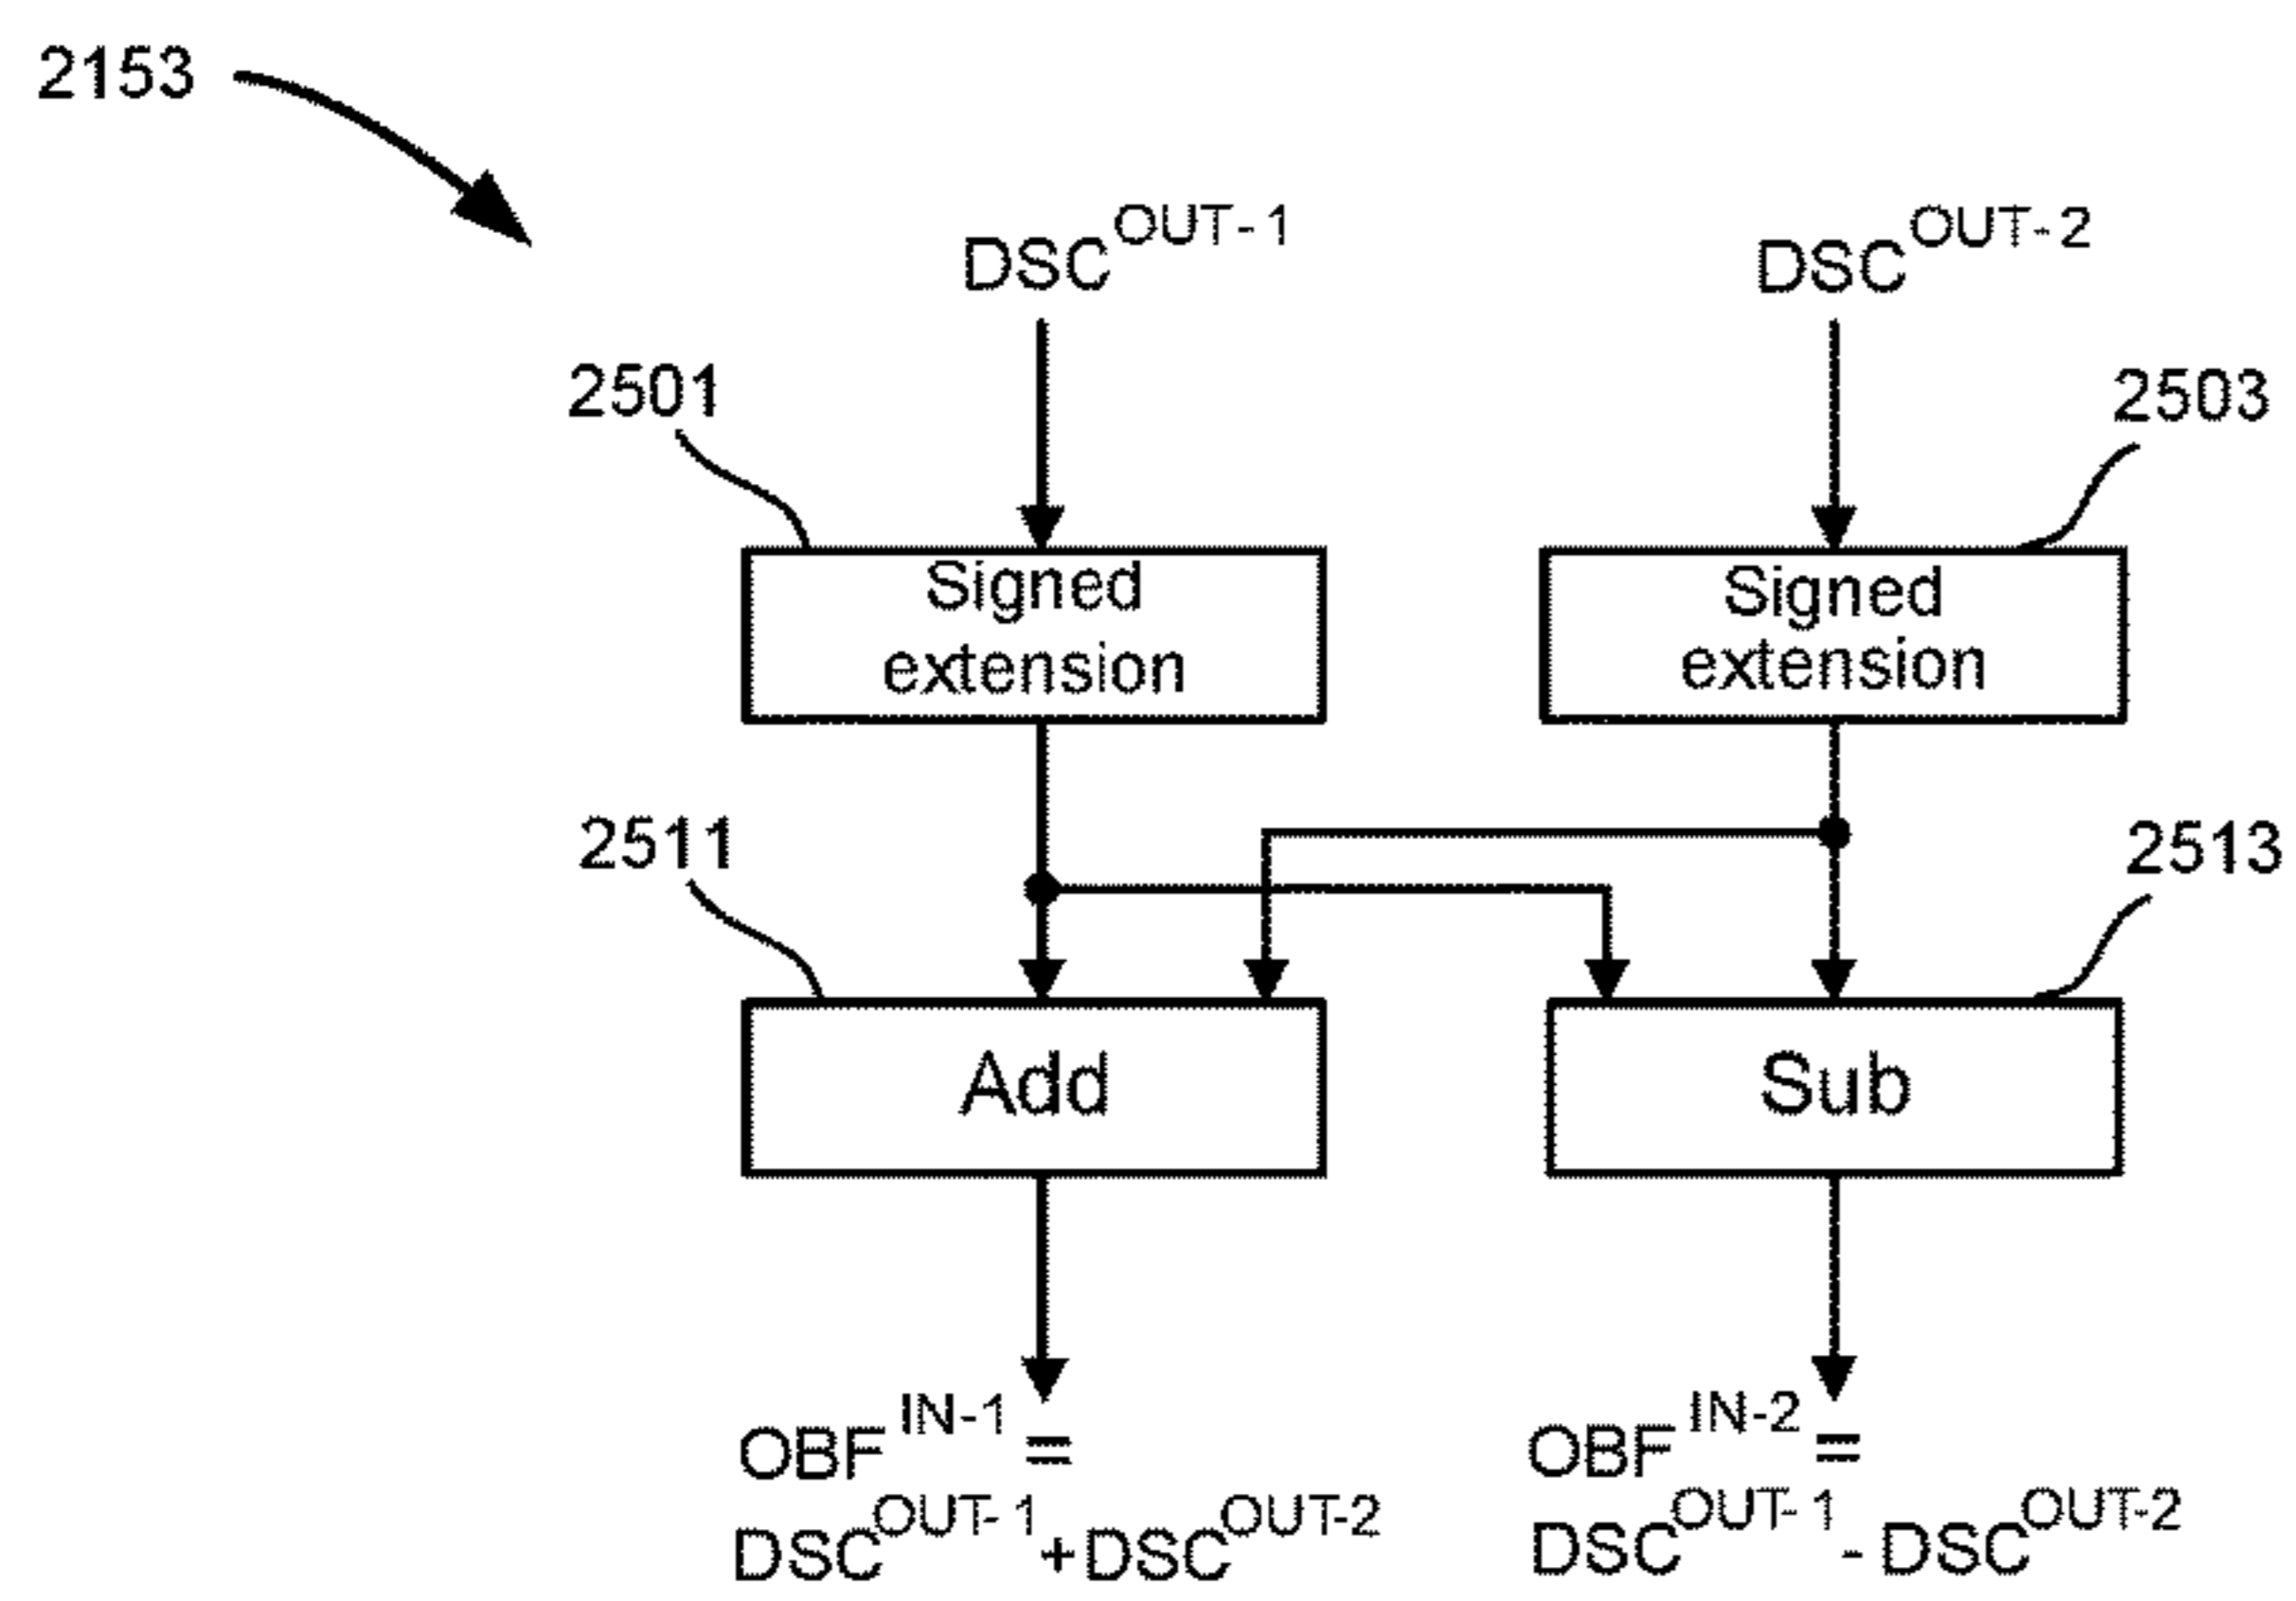 2153
DSC^OUT-1
DSC^OUT-2
2501
2503
Signed
extension
Signed
extension
2511
2513
Add
Sub
OBF^IN-1 =
DSC^OUT-1+DSC^OUT-2
OBF^IN-2 =
DSC^OUT-1 - DSC^OUT-2